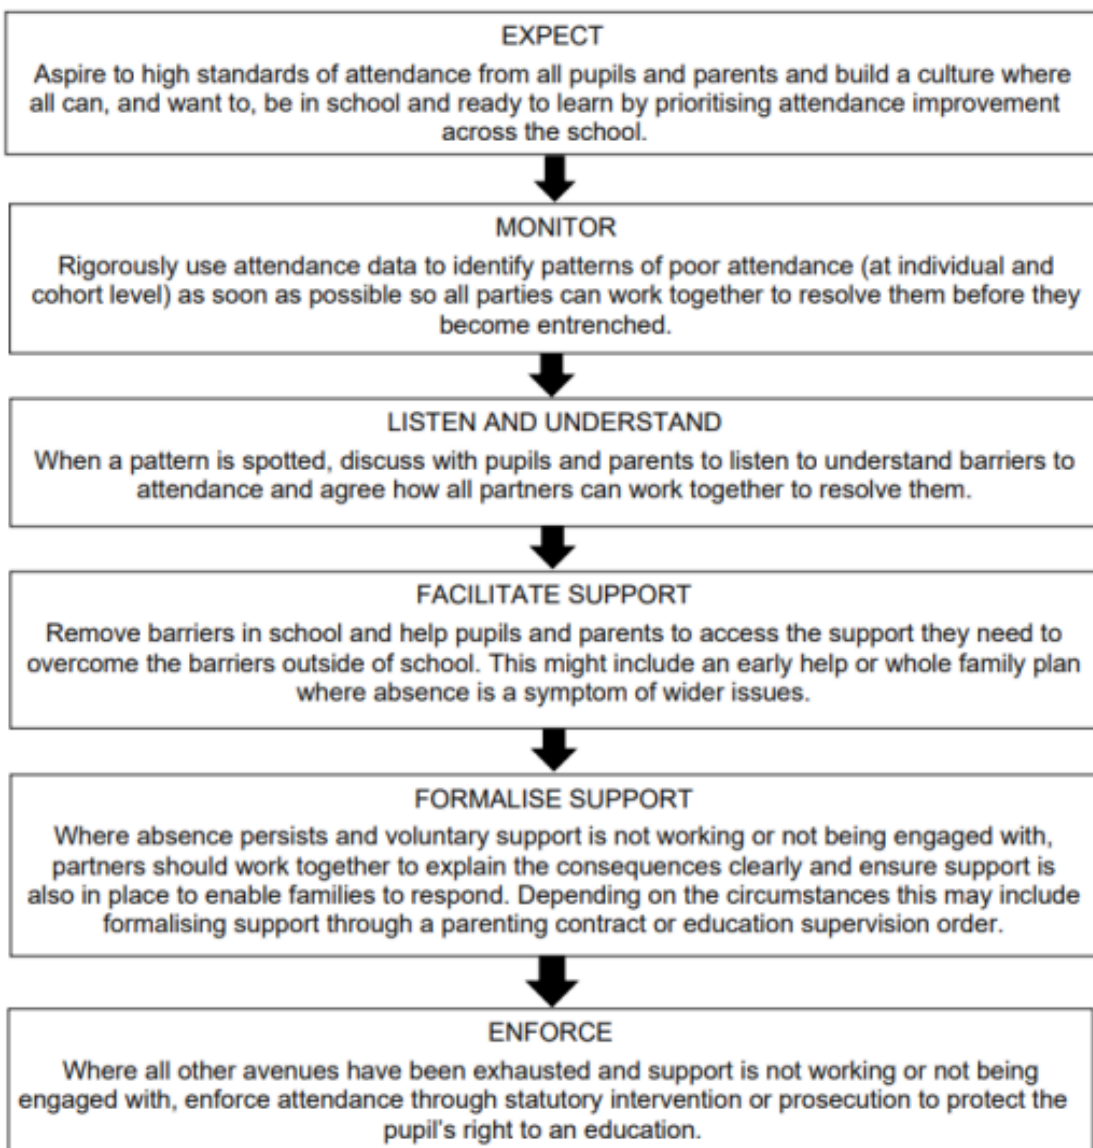 EXPECT
Aspire to high standards of attendance from all pupils and parents and build a culture where
all can, and want to, be in school and ready to learn by prioritising attendance improvement
across the school.
MONITOR
Rigorously use attendance data to identify patterns of poor attendance (at individual and
cohort level) as soon as possible so all parties can work together to resolve them before they
become entrenched.
LISTEN AND UNDERSTAND
When a pattern is spotted, discuss with pupils and parents to listen to understand barriers to
attendance and agree how all partners can work together to resolve them.
FACILITATE SUPPORT
Remove barriers in school and help pupils and parents to access the support they need to
overcome the barriers outside of school. This might include an early help or whole family plan
where absence is a symptom of wider issues.
FORMALISE SUPPORT
Where absence persists and voluntary support is not working or not being engaged with,
partners should work together to explain the consequences clearly and ensure support is
also in place to enable families to respond. Depending on the circumstances this may include
formalising support through a parenting contract or education supervision order.
ENFORCE
Where all other avenues have been exhausted and support is not working or not being
engaged with, enforce attendance through statutory intervention or prosecution to protect the
pupil's right to an education.